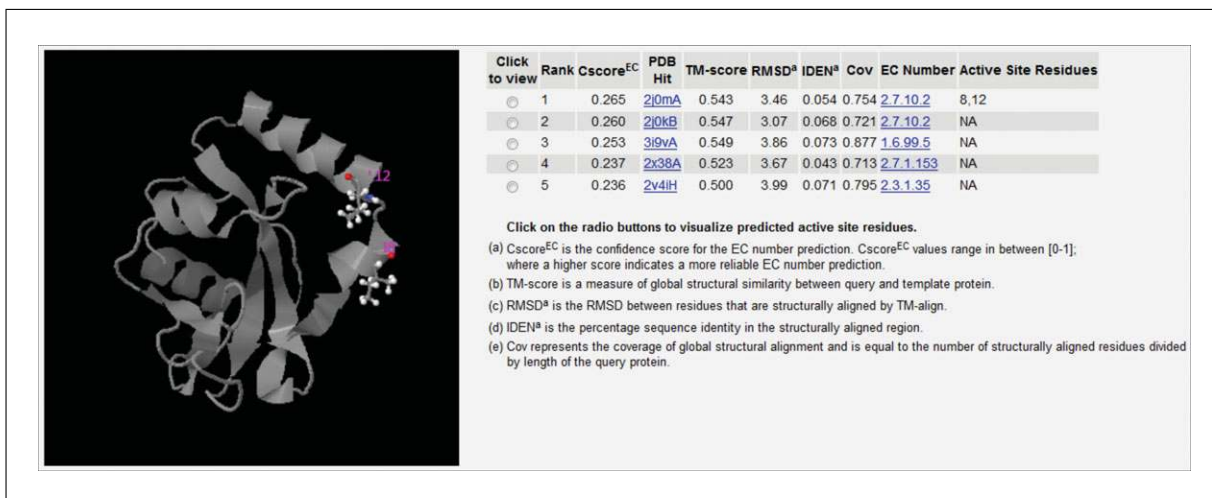 Click to view Rank Cscore^EC PDB Hit TM-score RMSD^a IDEN^a Cov EC Number Active Site Residues
1 0.265 2j0mA 0.543 3.46 0.054 0.754 2.7.10.2 8,12
2 0.260 2j0kB 0.547 3.07 0.068 0.721 2.7.10.2 NA
3 0.253 3i9vA 0.549 3.86 0.073 0.877 1.6.99.5 NA
4 0.237 2x38A 0.523 3.67 0.043 0.713 2.7.1.153 NA
5 0.236 2v4iH 0.500 3.99 0.071 0.795 2.3.1.35 NA
Click on the radio buttons to visualize predicted active site residues.
(a) Cscore^EC is the confidence score for the EC number prediction. Cscore^EC values range in between [0-1];
where a higher score indicates a more reliable EC number prediction.
(b) TM-score is a measure of global structural similarity between query and template protein.
(c) RMSD^a is the RMSD between residues that are structurally aligned by TM-align.
(d) IDEN^a is the percentage sequence identity in the structurally aligned region.
(e) Cov represents the coverage of global structural alignment and is equal to the number of structurally aligned residues divided
by length of the query protein.